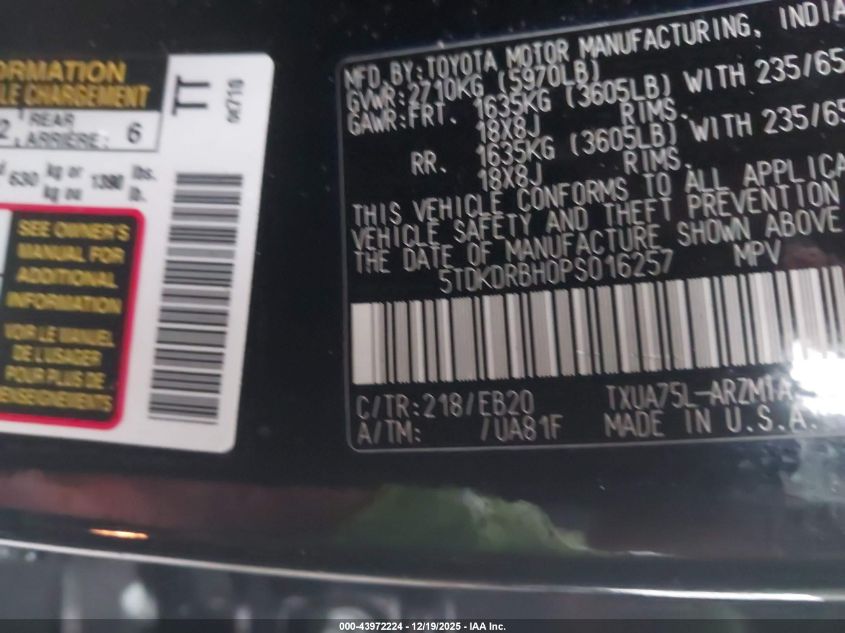 ORMATION
LE CHARGEMENT
2, REAR
ARRIÈRE: 6
630 kg or 1390 lbs.
kg ou lb.
SEE OWNER'S
MANUAL FOR
ADDITIONAL
INFORMATION
VOIR LE MANUEL
DE L'USAGER
POUR PLUS DE
ENSEIGNEMENTS
TT
0K710
MFD.BY:TOYOTA MOTOR MANUFACTURING, INDIA
GVWR:2710KG (5970LB)
GAWR:FRT. 1635KG (3605LB) WITH 235/65
18X8J RIMS.
RR. 1635KG (3605LB) WITH 235/65
18X8J RIMS.
THIS VEHICLE CONFORMS TO ALL APPLICA
VEHICLE SAFETY AND THEFT PREVENTION
THE DATE OF MANUFACTURE SHOWN ABOVE
5TDKDRBH0PS016257 MPV
C/TR:218/EB20 TXUA75L-ARZM1A
A/TM: /UA81F MADE IN U.S.A.
000-43972224 - 12/19/2025 - IAA Inc.